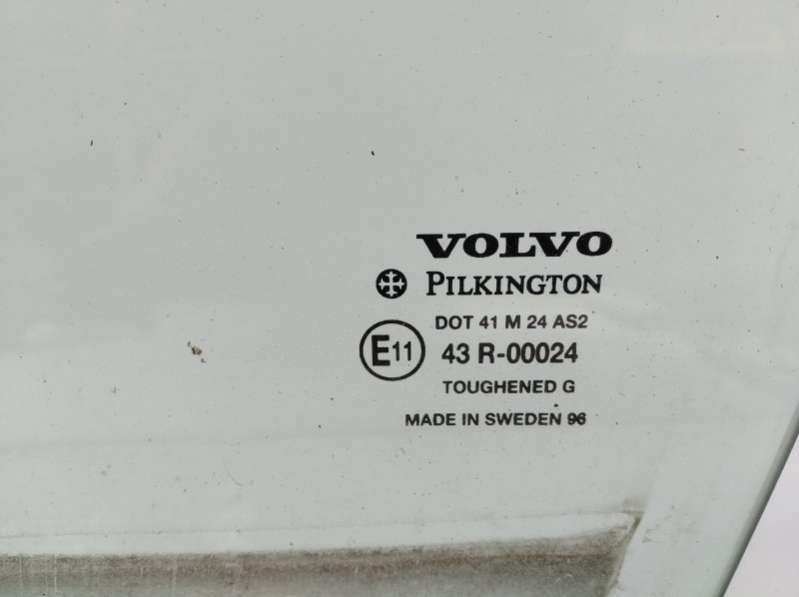 VOLVO
PILKINGTON
DOT 41 M 24 AS2
E11 43 R-00024
TOUGHENED G
MADE IN SWEDEN 96